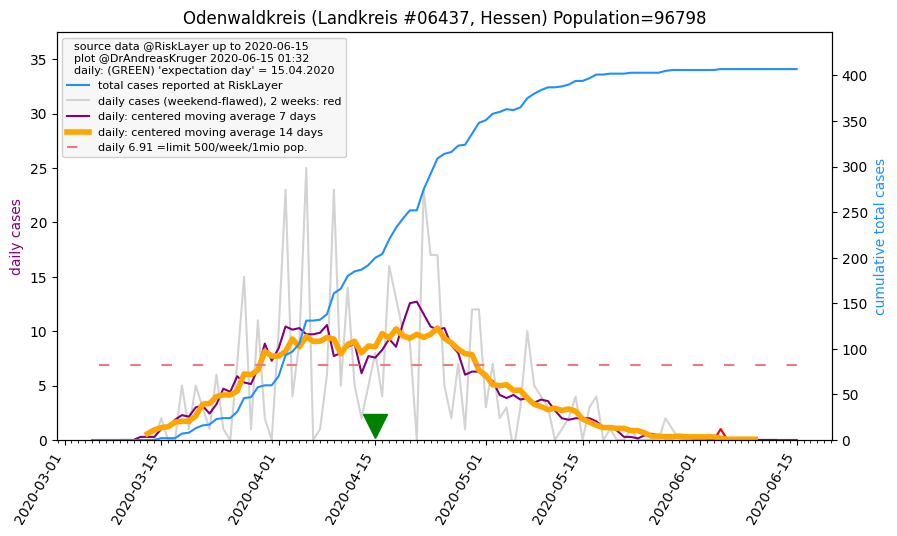 Odenwaldkreis (Landkreis #06437, Hessen) Population=96798
source data @RiskLayer up to 2020-06-15
plot @DrAndreasKruger 2020-06-15 01:32
daily: (GREEN) 'expectation day' = 15.04.2020
total cases reported at RiskLayer
daily cases (weekend-flawed), 2 weeks: red
daily: centered moving average 7 days
daily: centered moving average 14 days
daily 6.91 =limit 500/week/1mio pop.
daily cases
35
30
25
20
15
10
5
0
400
350
300
250
200
150
100
50
0
cumulative total cases
2020-03-01
2020-03-15
2020-04-01
2020-04-15
2020-05-01
2020-05-15
2020-06-01
2020-06-15